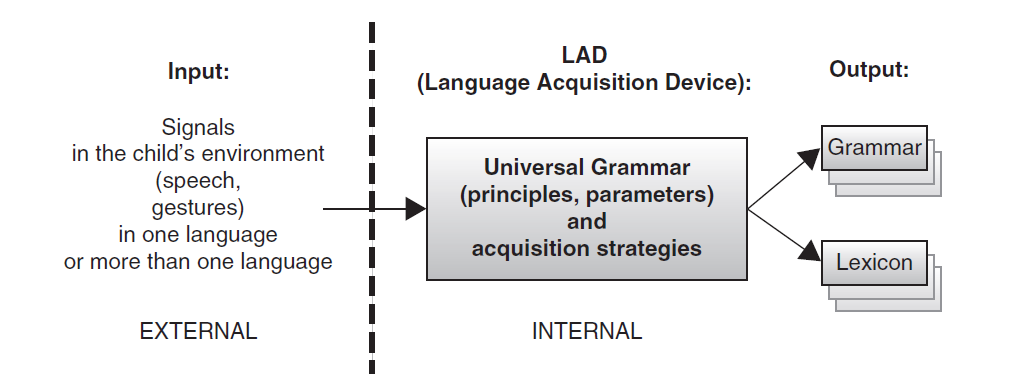 Input:
Signals
in the child’s environment
(speech,
gestures)
in one language
or more than one language
EXTERNAL
LAD
(Language Acquisition Device):
Universal Grammar
(principles, parameters)
and
acquisition strategies
INTERNAL
Output:
Grammar
Lexicon